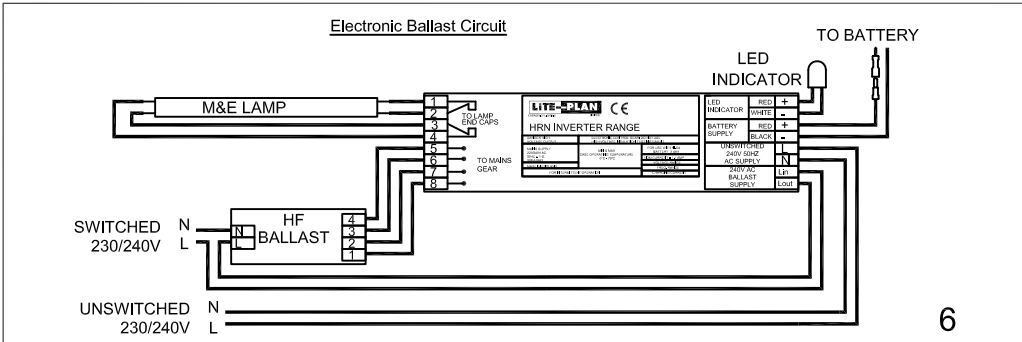 Electronic Ballast Circuit
TO BATTERY
LED
INDICATOR
M&E LAMP
1
2
3
4
5
6
7
8
TO LAMP
END CAPS
TO MAINS
GEAR
LITE-PLAN CE
HRN INVERTER RANGE
LED
INDICATOR
RED +
WHITE -
BATTERY
SUPPLY
RED +
BLACK -
UNSWITCHED
240V 50HZ
AC SUPPLY
L
N
240V AC
BALLAST
SUPPLY
Lin
Lout
HF
BALLAST
N
L
4
3
2
1
SWITCHED
230/240V
N
L
UNSWITCHED
230/240V
N
L
6